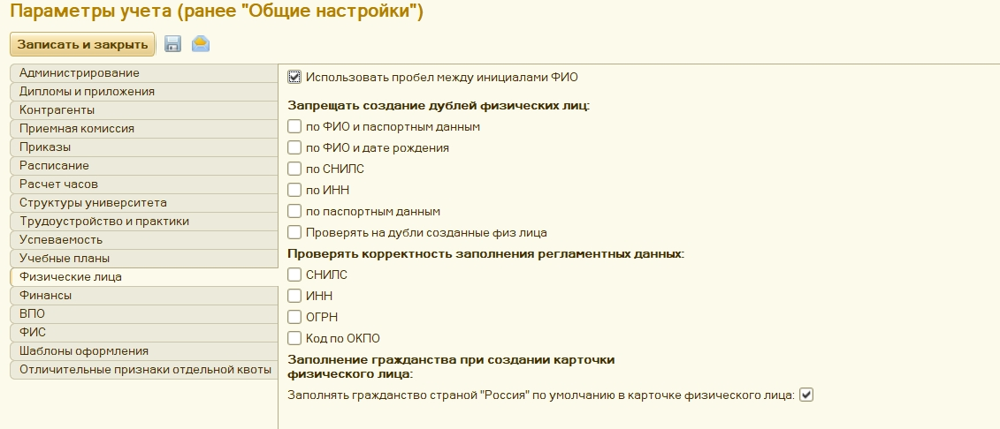 Параметры учета (ранее "Общие настройки")
Записать и закрыть
Администрирование
Дипломы и приложения
Контрагенты
Приемная комиссия
Приказы
Расписание
Расчет часов
Структуры университета
Трудоустройство и практики
Успеваемость
Учебные планы
Физические лица
Финансы
ВПО
ФИС
Шаблоны оформления
Отличительные признаки отдельной квоты
Использовать пробел между инициалами ФИО
Запрещать создание дублей физических лиц:
по ФИО и паспортным данным
по ФИО и дате рождения
по СНИЛС
по ИНН
по паспортным данным
Проверять на дубли созданные физ лица
Проверять корректность заполнения регламентных данных:
СНИЛС
ИНН
ОГРН
Код по ОКПО
Заполнение гражданства при создании карточки
физического лица:
Заполнять гражданство страной "Россия" по умолчанию в карточке физического лица: